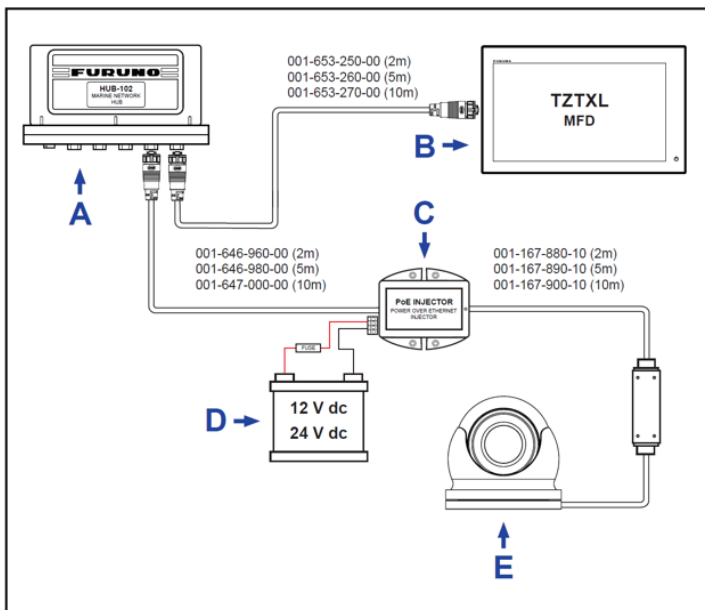 FURUNO
HUB-102
MARINE NETWORK
HUB
A
001-653-250-00 (2m)
001-653-260-00 (5m)
001-653-270-00 (10m)
B
TZTXL
MFD
C
001-646-960-00 (2m)
001-646-980-00 (5m)
001-647-000-00 (10m)
PoE INJECTOR
POWER OVER ETHERNET
INJECTOR
001-167-880-10 (2m)
001-167-890-10 (5m)
001-167-900-10 (10m)
FUSE
D
12 V dc
24 V dc
E